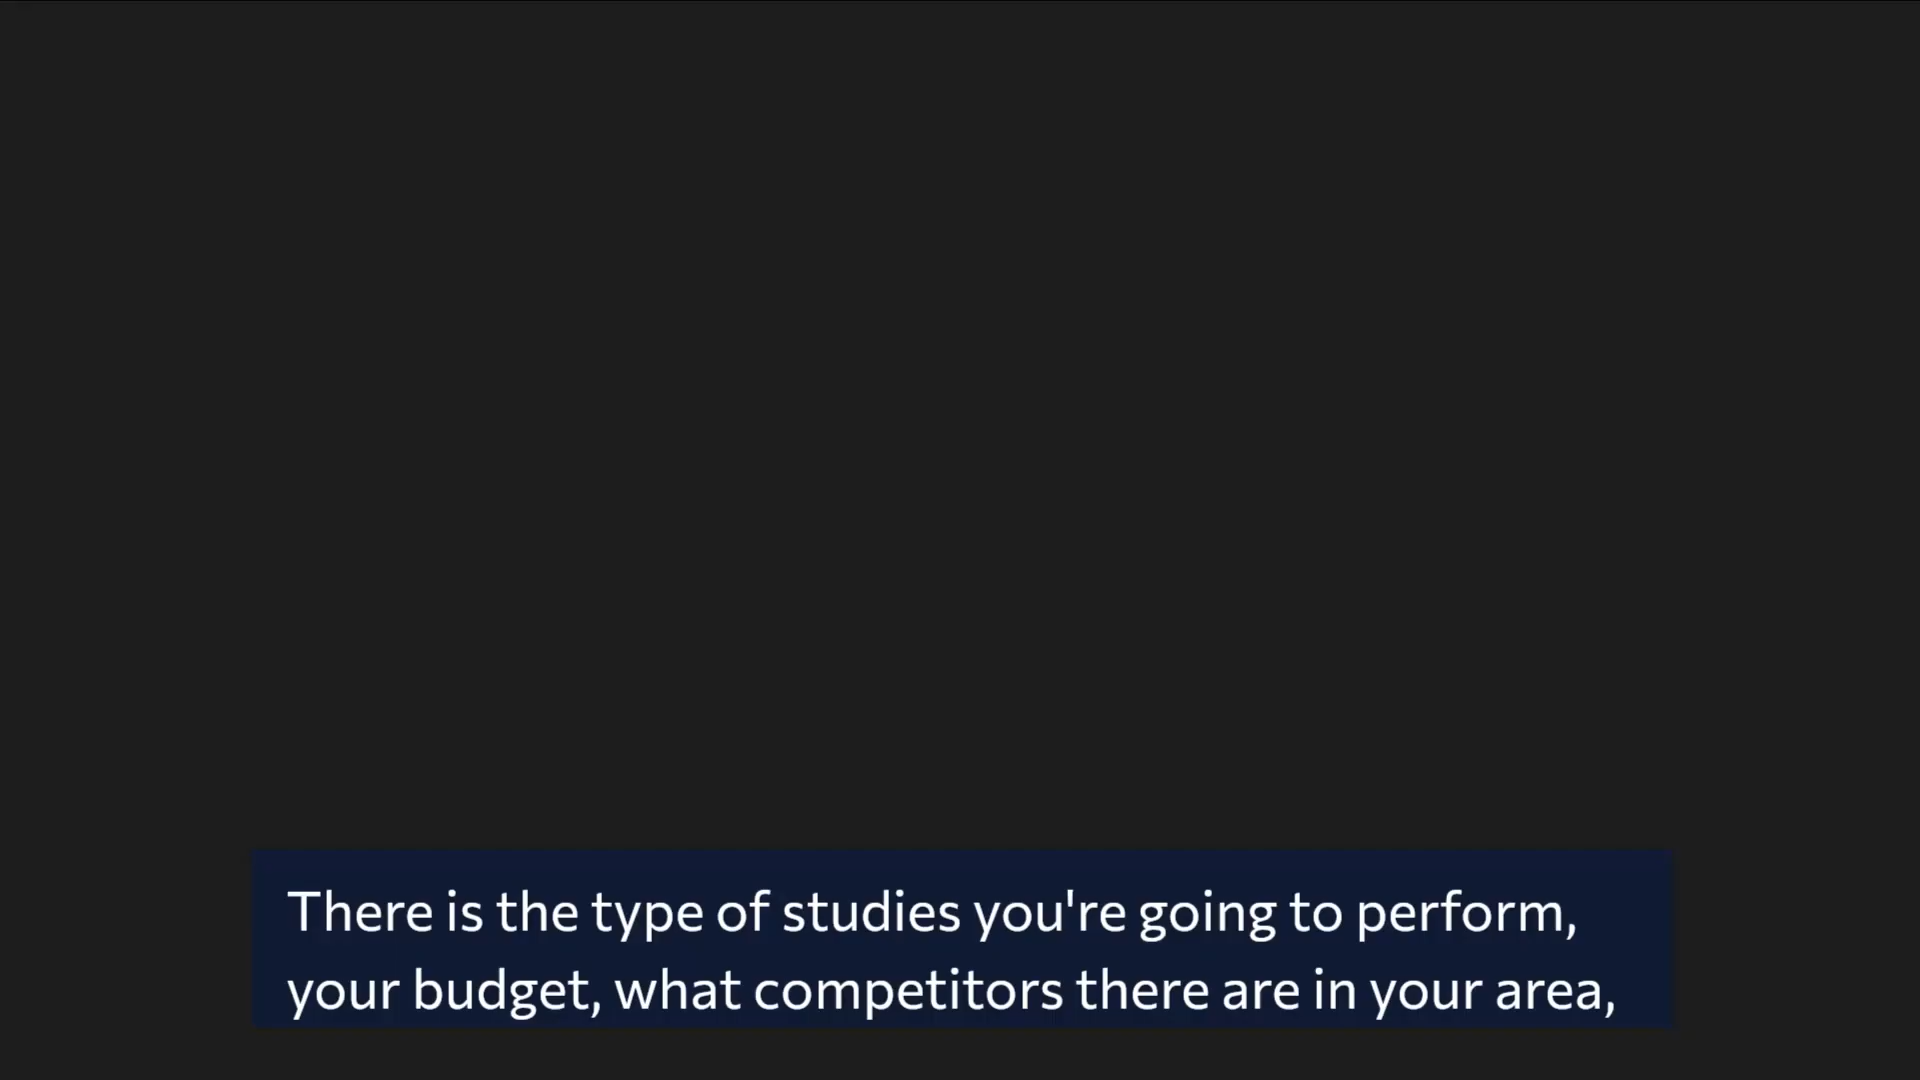 There is the type of studies you're going to perform,
your budget, what competitors there are in your area,